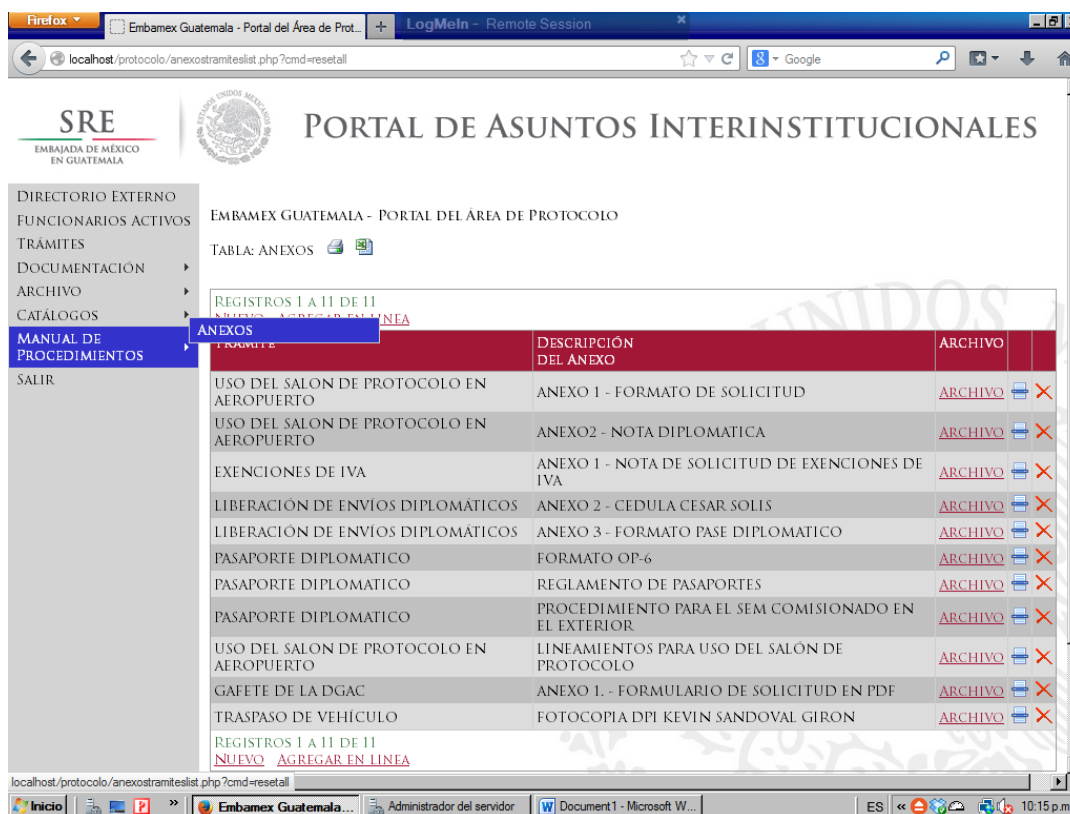 Firefox
Embamex Guatemala - Portal del Área de Prot...
+
LogMeIn - Remote Session
localhost/protocolo/anexostramiteslist.php?cmd=resetall
Google
SRE
EMBAJADA DE MÉXICO
EN GUATEMALA
ESTADOS UNIDOS MEXICANOS
PORTAL DE ASUNTOS INTERINSTITUCIONALES
DIRECTORIO EXTERNO
FUNCIONARIOS ACTIVOS
TRÁMITES
DOCUMENTACIÓN
ARCHIVO
CATÁLOGOS
MANUAL DE
PROCEDIMIENTOS
SALIR
ANEXOS
EMBAMEX GUATEMALA - PORTAL DEL ÁREA DE PROTOCOLO
TABLA: ANEXOS
REGISTROS 1 A 11 DE 11
NUEVO AGREGAR EN LINEA
TRÁMITE DESCRIPCIÓN DEL ANEXO ARCHIVO
USO DEL SALON DE PROTOCOLO EN AEROPUERTO ANEXO 1 - FORMATO DE SOLICITUD ARCHIVO
USO DEL SALON DE PROTOCOLO EN AEROPUERTO ANEXO2 - NOTA DIPLOMATICA ARCHIVO
EXENCIONES DE IVA ANEXO 1 - NOTA DE SOLICITUD DE EXENCIONES DE IVA ARCHIVO
LIBERACIÓN DE ENVÍOS DIPLOMÁTICOS ANEXO 2 - CEDULA CESAR SOLIS ARCHIVO
LIBERACIÓN DE ENVÍOS DIPLOMÁTICOS ANEXO 3 - FORMATO PASE DIPLOMATICO ARCHIVO
PASAPORTE DIPLOMATICO FORMATO OP-6 ARCHIVO
PASAPORTE DIPLOMATICO REGLAMENTO DE PASAPORTES ARCHIVO
PASAPORTE DIPLOMATICO PROCEDIMIENTO PARA EL SEM COMISIONADO EN EL EXTERIOR ARCHIVO
USO DEL SALON DE PROTOCOLO EN AEROPUERTO LINEAMIENTOS PARA USO DEL SALÓN DE PROTOCOLO ARCHIVO
GAFETE DE LA DGAC ANEXO 1. - FORMULARIO DE SOLICITUD EN PDF ARCHIVO
TRASPASO DE VEHÍCULO FOTOCOPIA DPI KEVIN SANDOVAL GIRON ARCHIVO
REGISTROS 1 A 11 DE 11
NUEVO AGREGAR EN LINEA
UNIDOS
localhost/protocolo/anexostramiteslist.php?cmd=resetall
Inicio
Embamex Guatemala...
Administrador del servidor
Document1 - Microsoft W...
ES
10:15 p.m